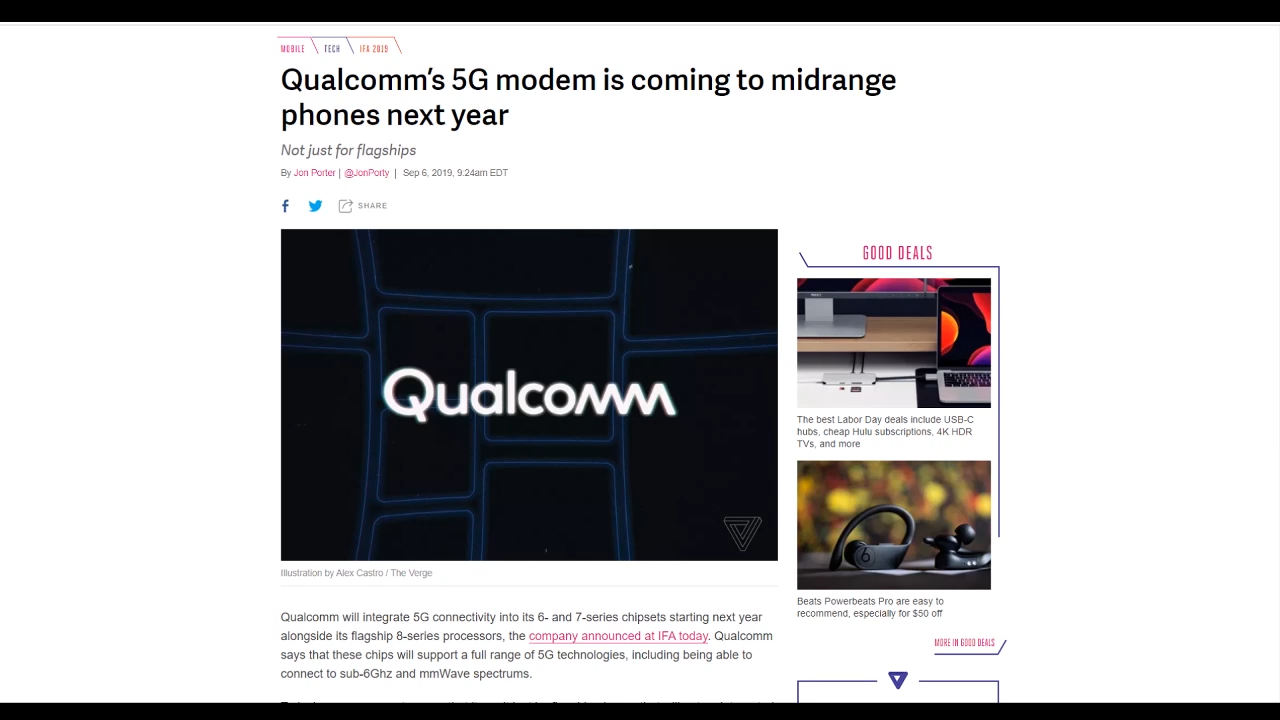 MOBILE TECH IFA 2019
Qualcomm's 5G modem is coming to midrange
phones next year
Not just for flagships
By Jon Porter | @JonPorty | Sep 6, 2019, 9:24am EDT
SHARE
Qualcomm
Illustration by Alex Castro / The Verge
Qualcomm will integrate 5G connectivity into its 6- and 7-series chipsets starting next year
alongside its flagship 8-series processors, the company announced at IFA today. Qualcomm
says that these chips will support a full range of 5G technologies, including being able to
connect to sub-6Ghz and mmWave spectrums.
GOOD DEALS
The best Labor Day deals include USB-C
hubs, cheap Hulu subscriptions, 4K HDR
TVs, and more
Beats Powerbeats Pro are easy to
recommend, especially for $50 off
MORE IN GOOD DEALS